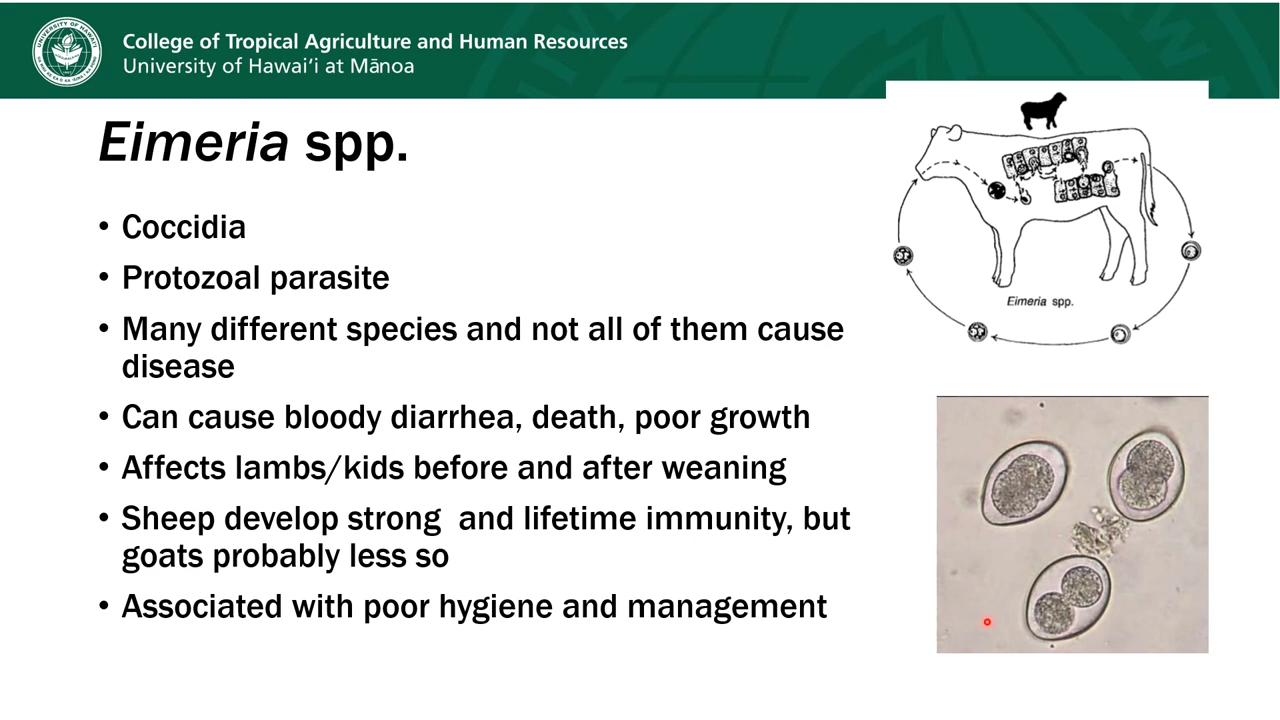 College of Tropical Agriculture and Human Resources
University of Hawai‘i at Mānoa
Eimeria spp.
• Coccidia
• Protozoal parasite
• Many different species and not all of them cause
disease
• Can cause bloody diarrhea, death, poor growth
• Affects lambs/kids before and after weaning
• Sheep develop strong  and lifetime immunity, but
goats probably less so
• Associated with poor hygiene and management
Eimeria spp.